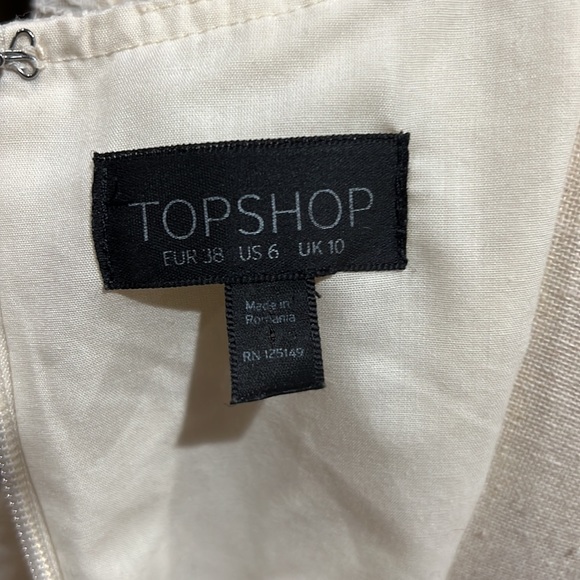 TOPSHOP
EUR 38 US 6 UK 10
Made in
Romania
RN 125149